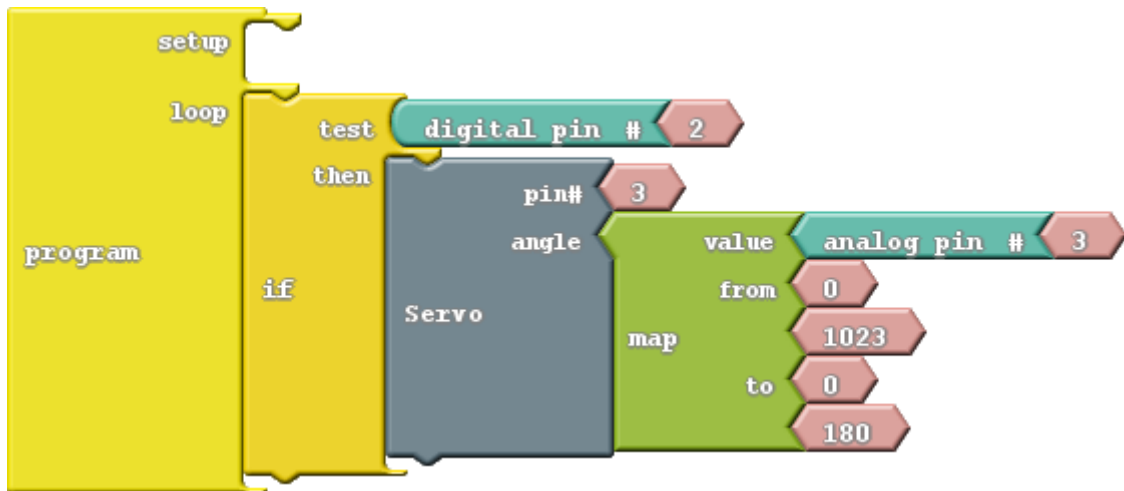 setup
loop
test digital pin # 2
then
pin# 3
angle value analog pin # 3
program
if
Servo
from 0
map 1023
to 0
180